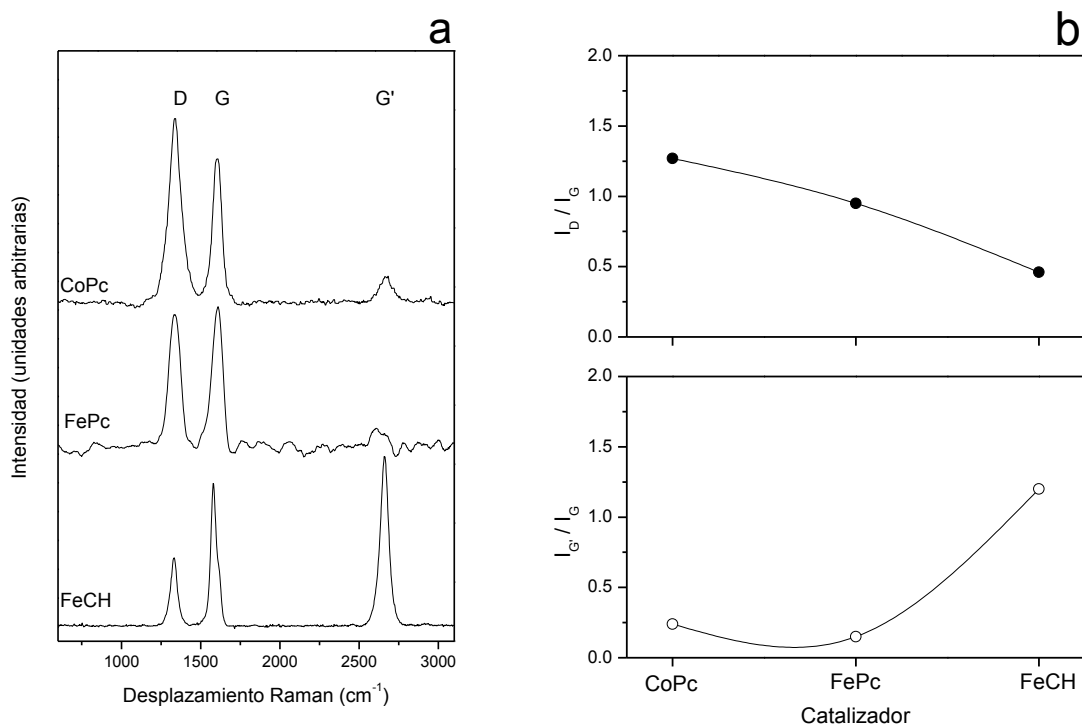 a
D
G
G'
CoPc
FePc
FeCH
Intensidad (unidades arbitrarias)
1000
1500
2000
2500
3000
Desplazamiento Raman (cm-1)
b
2.0
1.5
1.0
0.5
0.0
ID / IG
2.0
1.5
1.0
0.5
0.0
IG' / IG
CoPc
FePc
FeCH
Catalizador